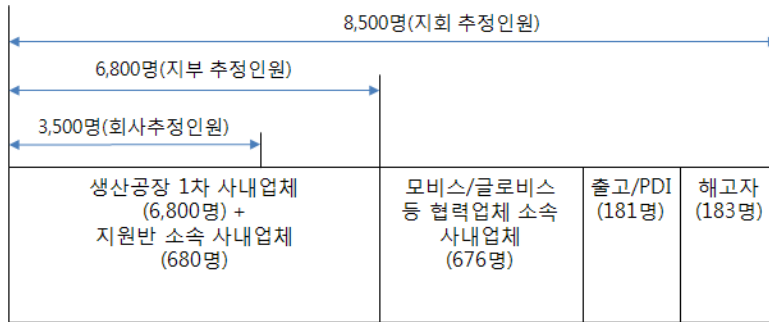 8,500명(지회 추정인원)
6,800명(지부 추정인원)
3,500명(회사추정인원)
생산공장 1차 사내업체
(6,800명) +
지원반 소속 사내업체
(680명)
모비스/글로비스
등 협력업체 소속
사내업체
(676명)
출고/PDI
(181명)
해고자
(183명)